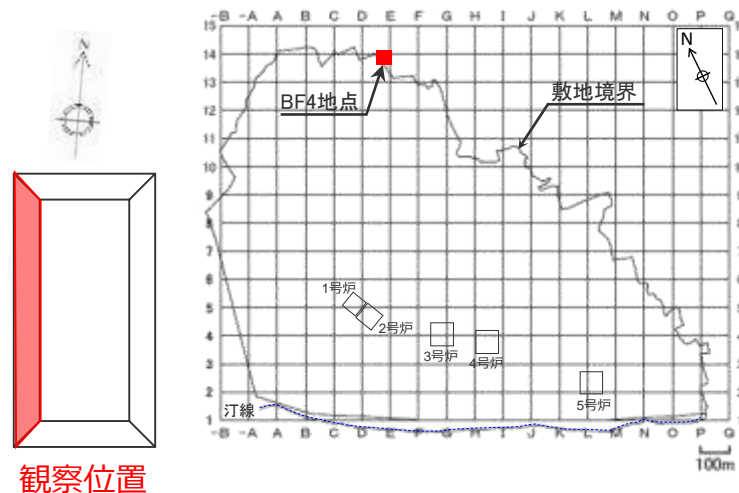 N
観察位置
-B -A A B C D E F G H I J K L M N O P Q
15
14
13
12
11
10
9
8
7
6
5
4
3
2
1
N
BF4地点
敷地境界
1号炉
2号炉
3号炉
4号炉
5号炉
汀線
-B -A A B C D E F G H I J K L M N O P Q
100m